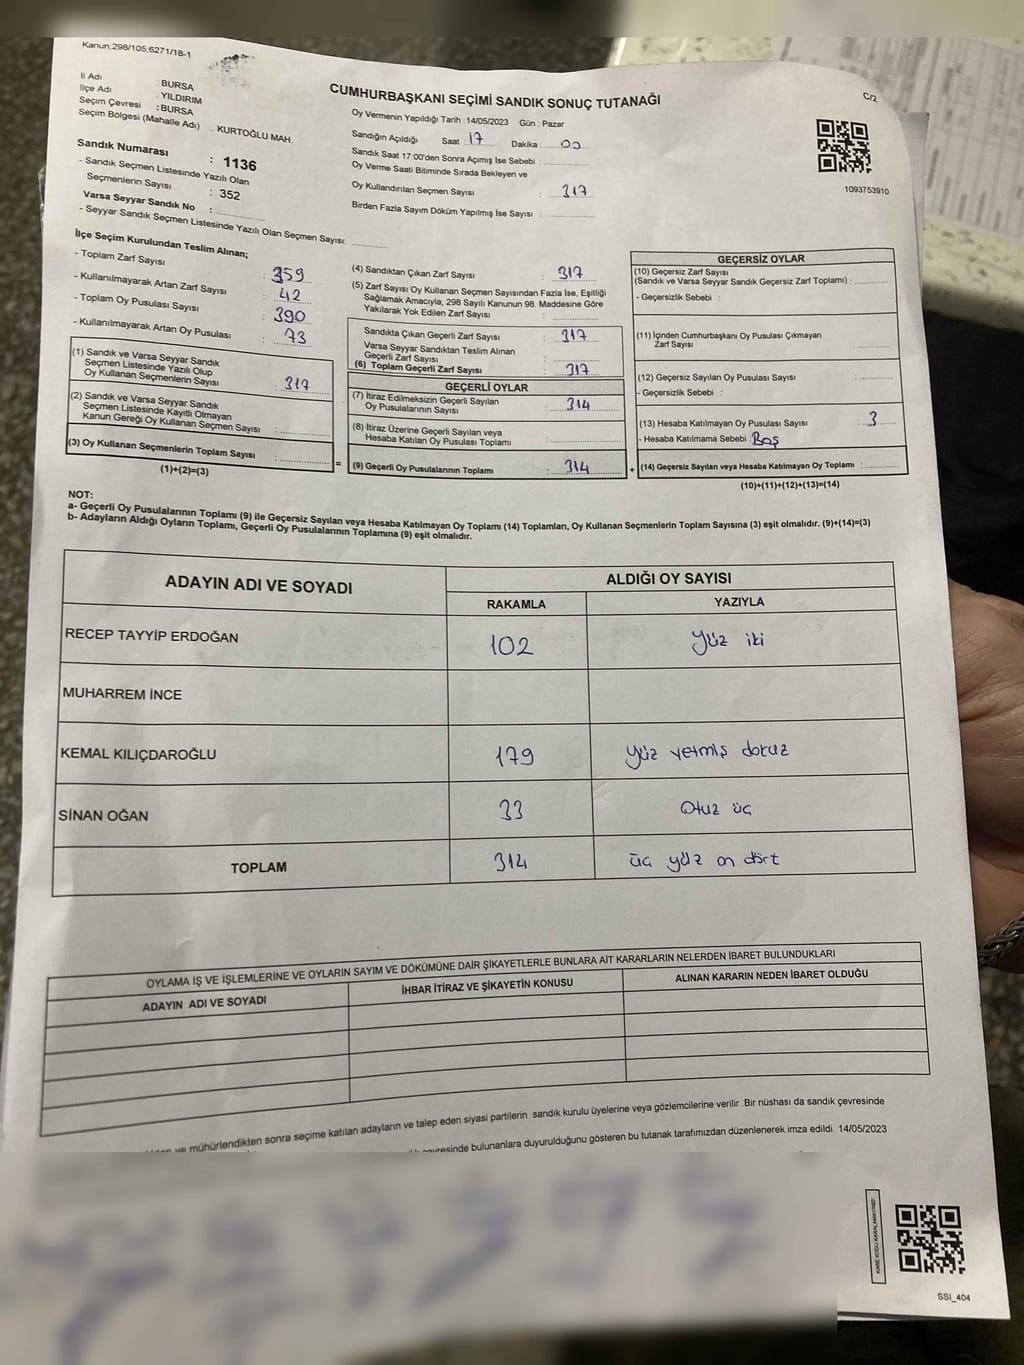 Kanun;298/105;6271/18-1
C/2
CUMHURBAŞKANI SEÇİMİ SANDIK SONUÇ TUTANAĞI
İl Adı : BURSA
İlçe Adı : YILDIRIM
Seçim Çevresi : BURSA
Seçim Bölgesi (Mahalle Adı) : KURTOĞLU MAH.
Sandık Numarası : 1136
- Sandık Seçmen Listesinde Yazılı Olan
Seçmenlerin Sayısı : 352
Varsa Seyyar Sandık No :
- Seyyar Sandık Seçmen Listesinde Yazılı Olan Seçmen Sayısı:
Oy Vermenin Yapıldığı Tarih :14/05/2023 Gün : Pazar
Sandığın Açıldığı Saat : 17 Dakika : 00
Sandık Saat 17:00'den Sonra Açımış İse Sebebi :
Oy Verme Saati Bitiminde Sırada Bekleyen ve
Oy Kullandırılan Seçmen Sayısı : 317
Birden Fazla Sayım Döküm Yapılmış İse Sayısı :
1093753910
İlçe Seçim Kurulundan Teslim Alınan;
- Toplam Zarf Sayısı : 359
- Kullanılmayarak Artan Zarf Sayısı : 42
- Toplam Oy Pusulası Sayısı : 390
- Kullanılmayarak Artan Oy Pusulası : 73
(1) Sandık ve Varsa Seyyar Sandık
Seçmen Listesinde Yazılı Olup
Oy Kullanan Seçmenlerin Sayısı : 317
(2) Sandık ve Varsa Seyyar Sandık
Seçmen Listesinde Kayıtlı Olmayan
Kanun Gereği Oy Kullanan Seçmen Sayısı :
(3) Oy Kullanan Seçmenlerin Toplam Sayısı :
(1)+(2)=(3)
(4) Sandıktan Çıkan Zarf Sayısı : 317
(5) Zarf Sayısı Oy Kullanan Seçmen Sayısından Fazla İse, Eşitliği
Sağlamak Amacıyla; 298 Sayılı Kanunun 98. Maddesine Göre
Yakılarak Yok Edilen Zarf Sayısı :
Sandıkta Çıkan Geçerli Zarf Sayısı : 317
Varsa Seyyar Sandıktan Teslim Alınan
Geçerli Zarf Sayısı :
(6) Toplam Geçerli Zarf Sayısı : 317
GEÇERLİ OYLAR
(7) İtiraz Edilmeksizin Geçerli Sayılan
Oy Pusulalarının Sayısı : 314
(8) İtiraz Üzerine Geçerli Sayılan veya
Hesaba Katılan Oy Pusulası Toplamı :
(9) Geçerli Oy Pusulalarının Toplamı : 314
GEÇERSİZ OYLAR
(10) Geçersiz Zarf Sayısı
(Sandık ve Varsa Seyyar Sandık Geçersiz Zarf Toplamı) :
- Geçersizlik Sebebi :
(11) İçinden Cumhurbaşkanı Oy Pusulası Çıkmayan
Zarf Sayısı :
(12) Geçersiz Sayılan Oy Pusulası Sayısı :
- Geçersizlik Sebebi :
(13) Hesaba Katılmayan Oy Pusulası Sayısı : 3
- Hesaba Katılmama Sebebi : Boş
(14) Geçersiz Sayılan veya Hesaba Katılmayan Oy Toplamı :
(10)+(11)+(12)+(13)=(14)
NOT:
a- Geçerli Oy Pusulalarının Toplamı (9) ile Geçersiz Sayılan veya Hesaba Katılmayan Oy Toplamı (14) Toplamları, Oy Kullanan Seçmenlerin Toplam Sayısına (3) eşit olmalıdır. (9)+(14)=(3)
b- Adayların Aldığı Oyların Toplamı, Geçerli Oy Pusulalarının Toplamına (9) eşit olmalıdır.
ADAYIN ADI VE SOYADI ALDIĞI OY SAYISI
RAKAMLA YAZIYLA
RECEP TAYYİP ERDOĞAN 102 Yüz iki
MUHARREM İNCE
KEMAL KILIÇDAROĞLU 179 Yüz yetmiş dokuz
SİNAN OĞAN 33 Otuz üç
TOPLAM 314 üç yüz on dört
OYLAMA İŞ VE İŞLEMLERİNE VE OYLARIN SAYIM VE DÖKÜMÜNE DAİR ŞİKAYETLERLE BUNLARA AİT KARARLARIN NELERDEN İBARET BULUNDUKLARI
ADAYIN ADI VE SOYADI İHBAR İTİRAZ VE ŞİKAYETİN KONUSU ALINAN KARARIN NEDEN İBARET OLDUĞU
ve mühürlendikten sonra seçime katılan adayların ve talep eden siyasi partilerin sandık kurulu üyelerine veya gözlemcilerine verilir .Bir nüshası da sandık çevresinde
çevresinde bulunanlara duyurulduğunu gösteren bu tutanak tarafımızdan düzenlenerek imza edildi. 14/05/2023
KARE KODU KARALAMAYINIZ!
SSI_404